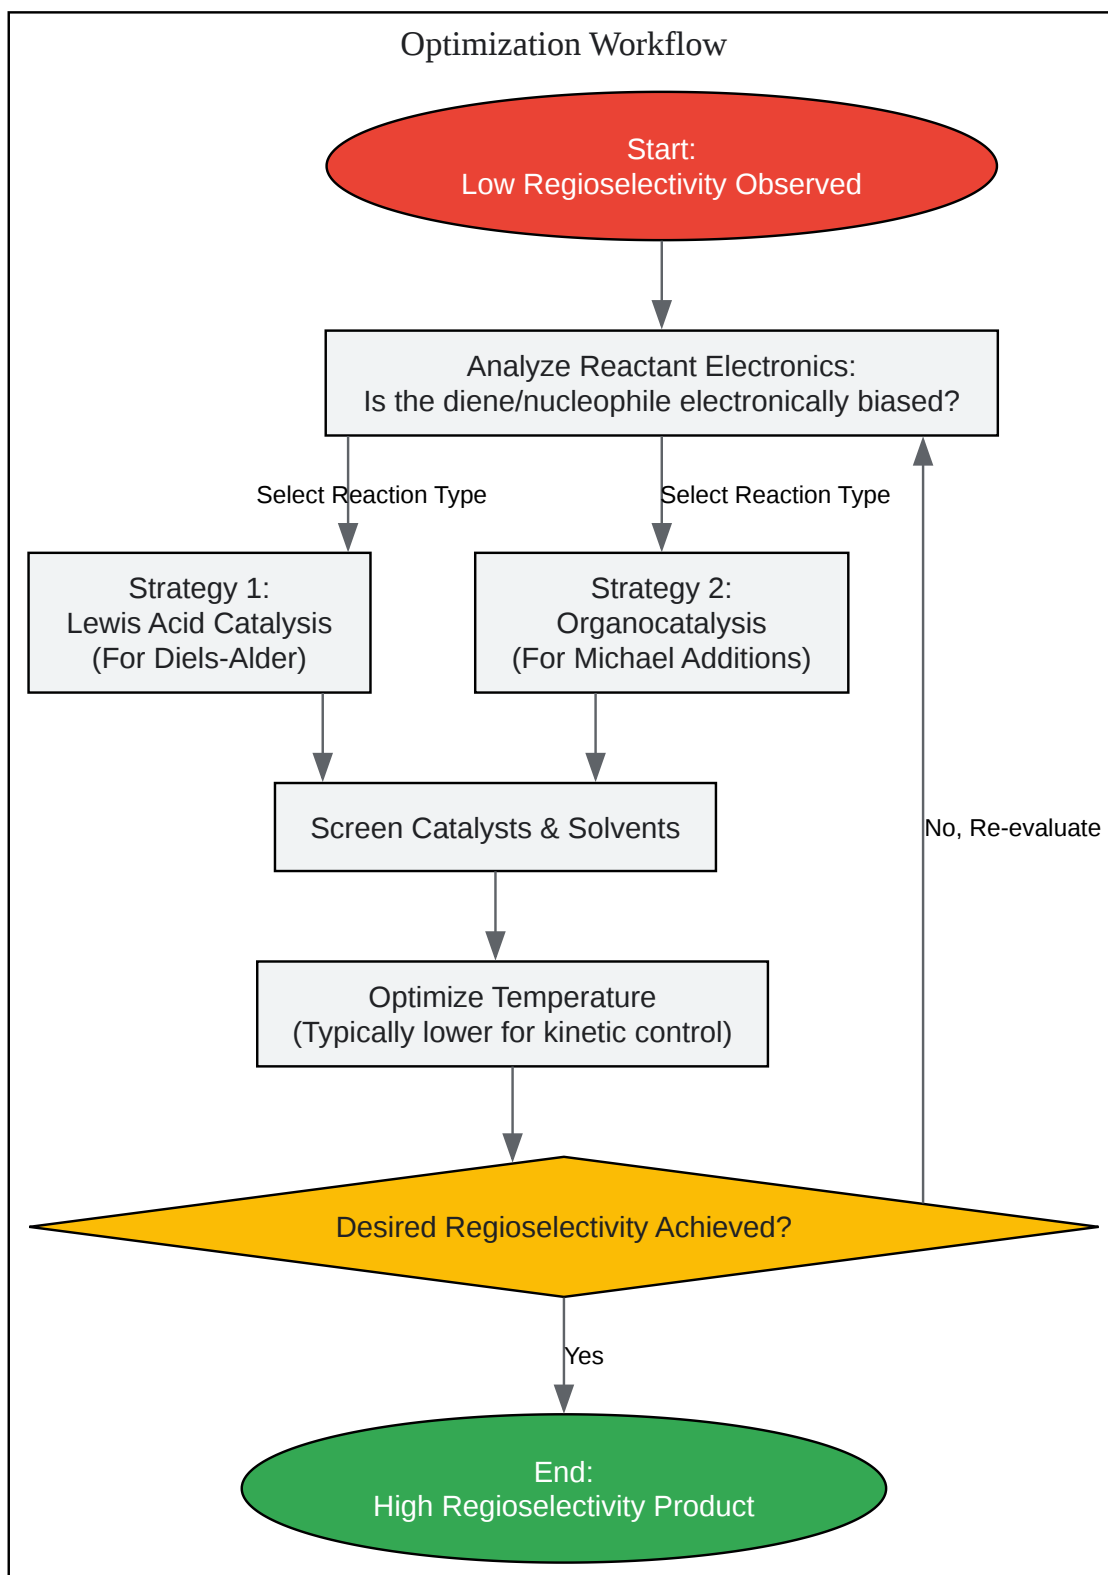 Optimization Workflow
Start:
Low Regioselectivity Observed
Analyze Reactant Electronics:
Is the diene/nucleophile electronically biased?
Select Reaction Type
Select Reaction Type
Strategy 1:
Lewis Acid Catalysis
(For Diels-Alder)
Strategy 2:
Organocatalysis
(For Michael Additions)
Screen Catalysts & Solvents
No, Re-evaluate
Optimize Temperature
(Typically lower for kinetic control)
Desired Regioselectivity Achieved?
Yes
End:
High Regioselectivity Product